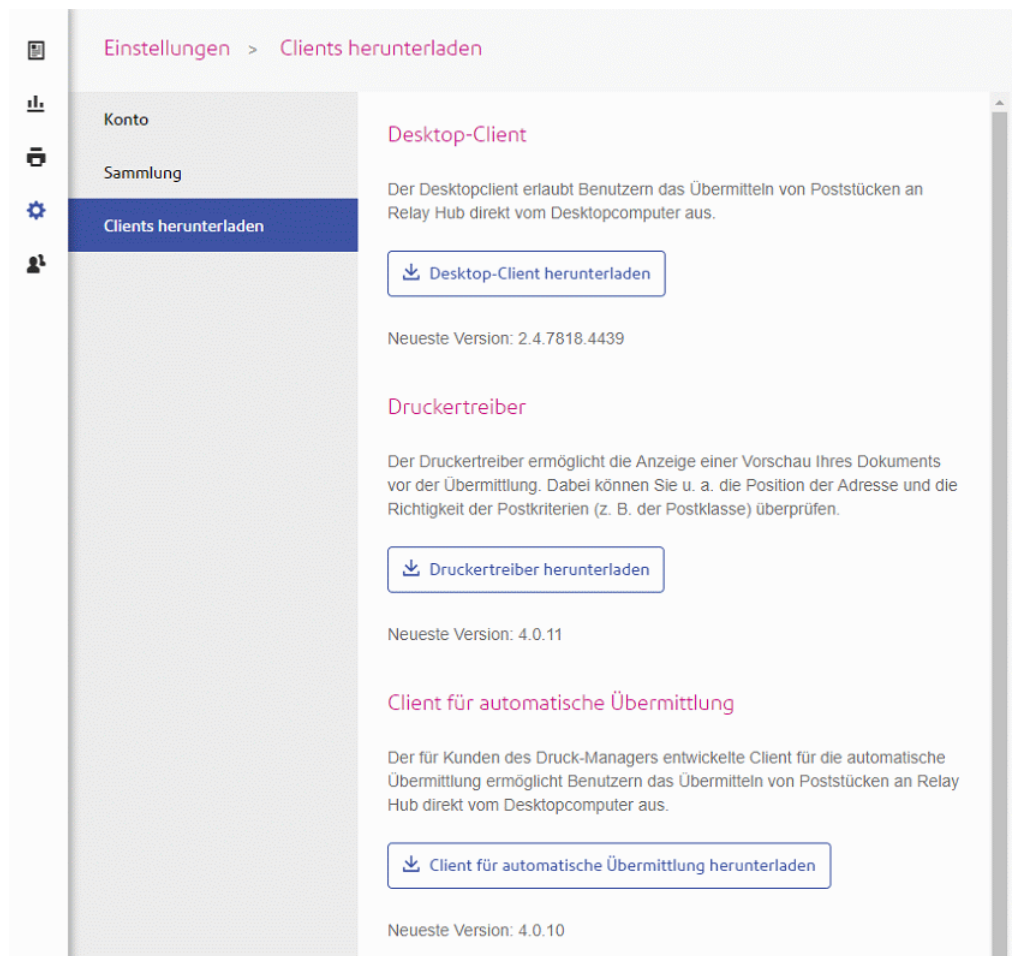 Einstellungen > Clients herunterladen
Konto
Sammlung
Clients herunterladen
Desktop-Client
Der Desktopclient erlaubt Benutzern das Übermitteln von Poststücken an
Relay Hub direkt vom Desktopcomputer aus.
Desktop-Client herunterladen
Neueste Version: 2.4.7818.4439
Druckertreiber
Der Druckertreiber ermöglicht die Anzeige einer Vorschau Ihres Dokuments
vor der Übermittlung. Dabei können Sie u. a. die Position der Adresse und die
Richtigkeit der Postkriterien (z. B. der Postklasse) überprüfen.
Druckertreiber herunterladen
Neueste Version: 4.0.11
Client für automatische Übermittlung
Der für Kunden des Druck-Managers entwickelte Client für die automatische
Übermittlung ermöglicht Benutzern das Übermitteln von Poststücken an Relay
Hub direkt vom Desktopcomputer aus.
Client für automatische Übermittlung herunterladen
Neueste Version: 4.0.10